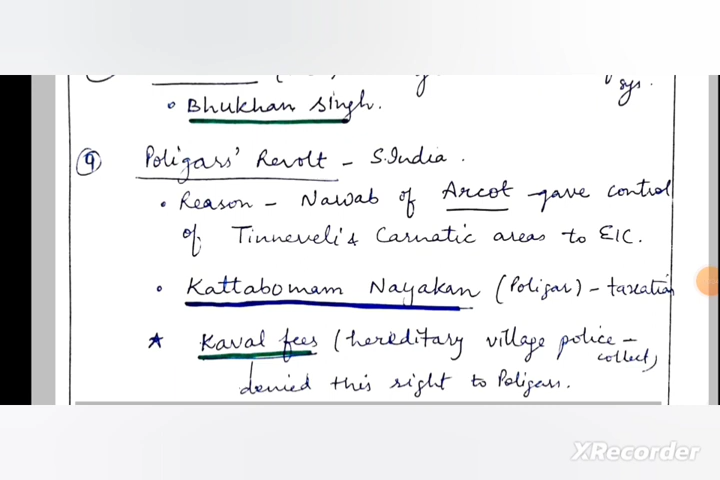 sys.
• Bhukhan Singh.
9 Poligars' Revolt - S.India.
• Reason - Nawab of Arcot gave control
of Tinneveli & Carnatic areas to EIC.
• Kattabomam Nayakan (Poligar) - taxation
★ Kaval fees (hereditary village police - collect)
denied this right to Poligars.
XRecorder